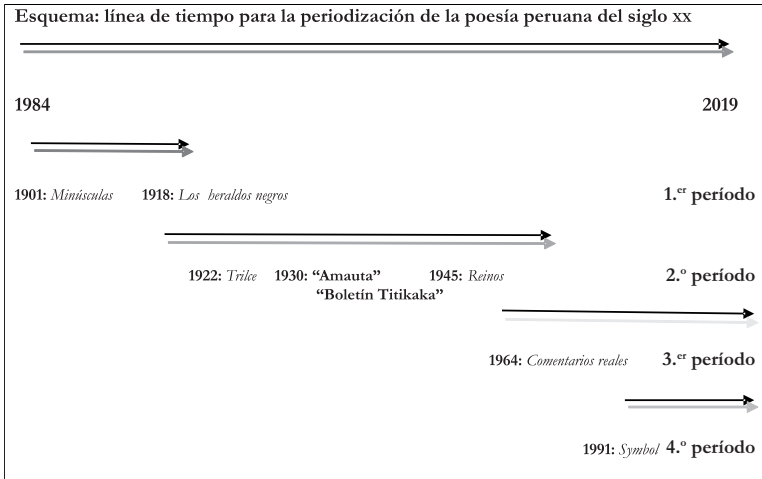 Esquema: línea de tiempo para la periodización de la poesía peruana del siglo XX
1984 2019
1901: Minúsculas 1918: Los heraldos negros 1.er período
1922: Trilce 1930: “Amauta” 1945: Reinos 2.º período
“Boletín Titikaka”
1964: Comentarios reales 3.er período
1991: Symbol 4.º período